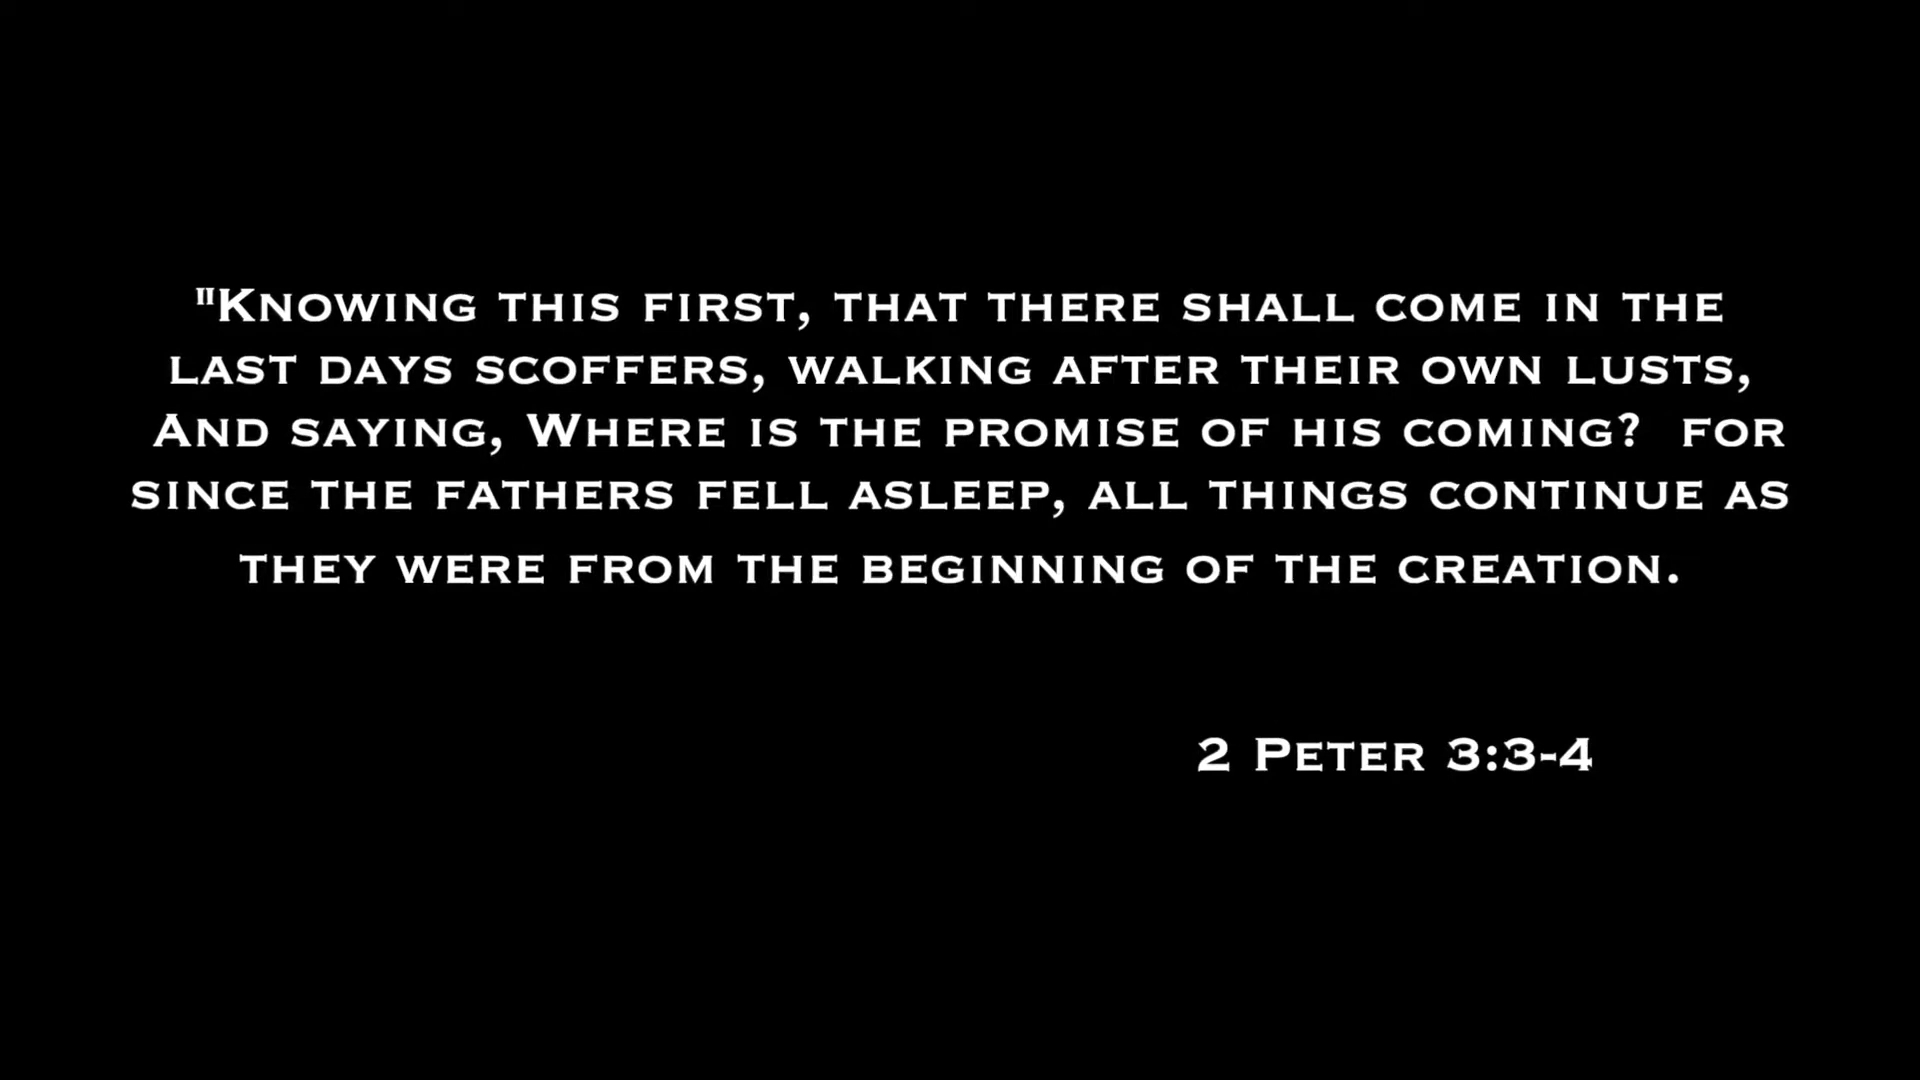 "Knowing this first, that there shall come in the
last days scoffers, walking after their own lusts,
And saying, Where is the promise of his coming?  for
since the fathers fell asleep, all things continue as
they were from the beginning of the creation.
2 Peter 3:3-4